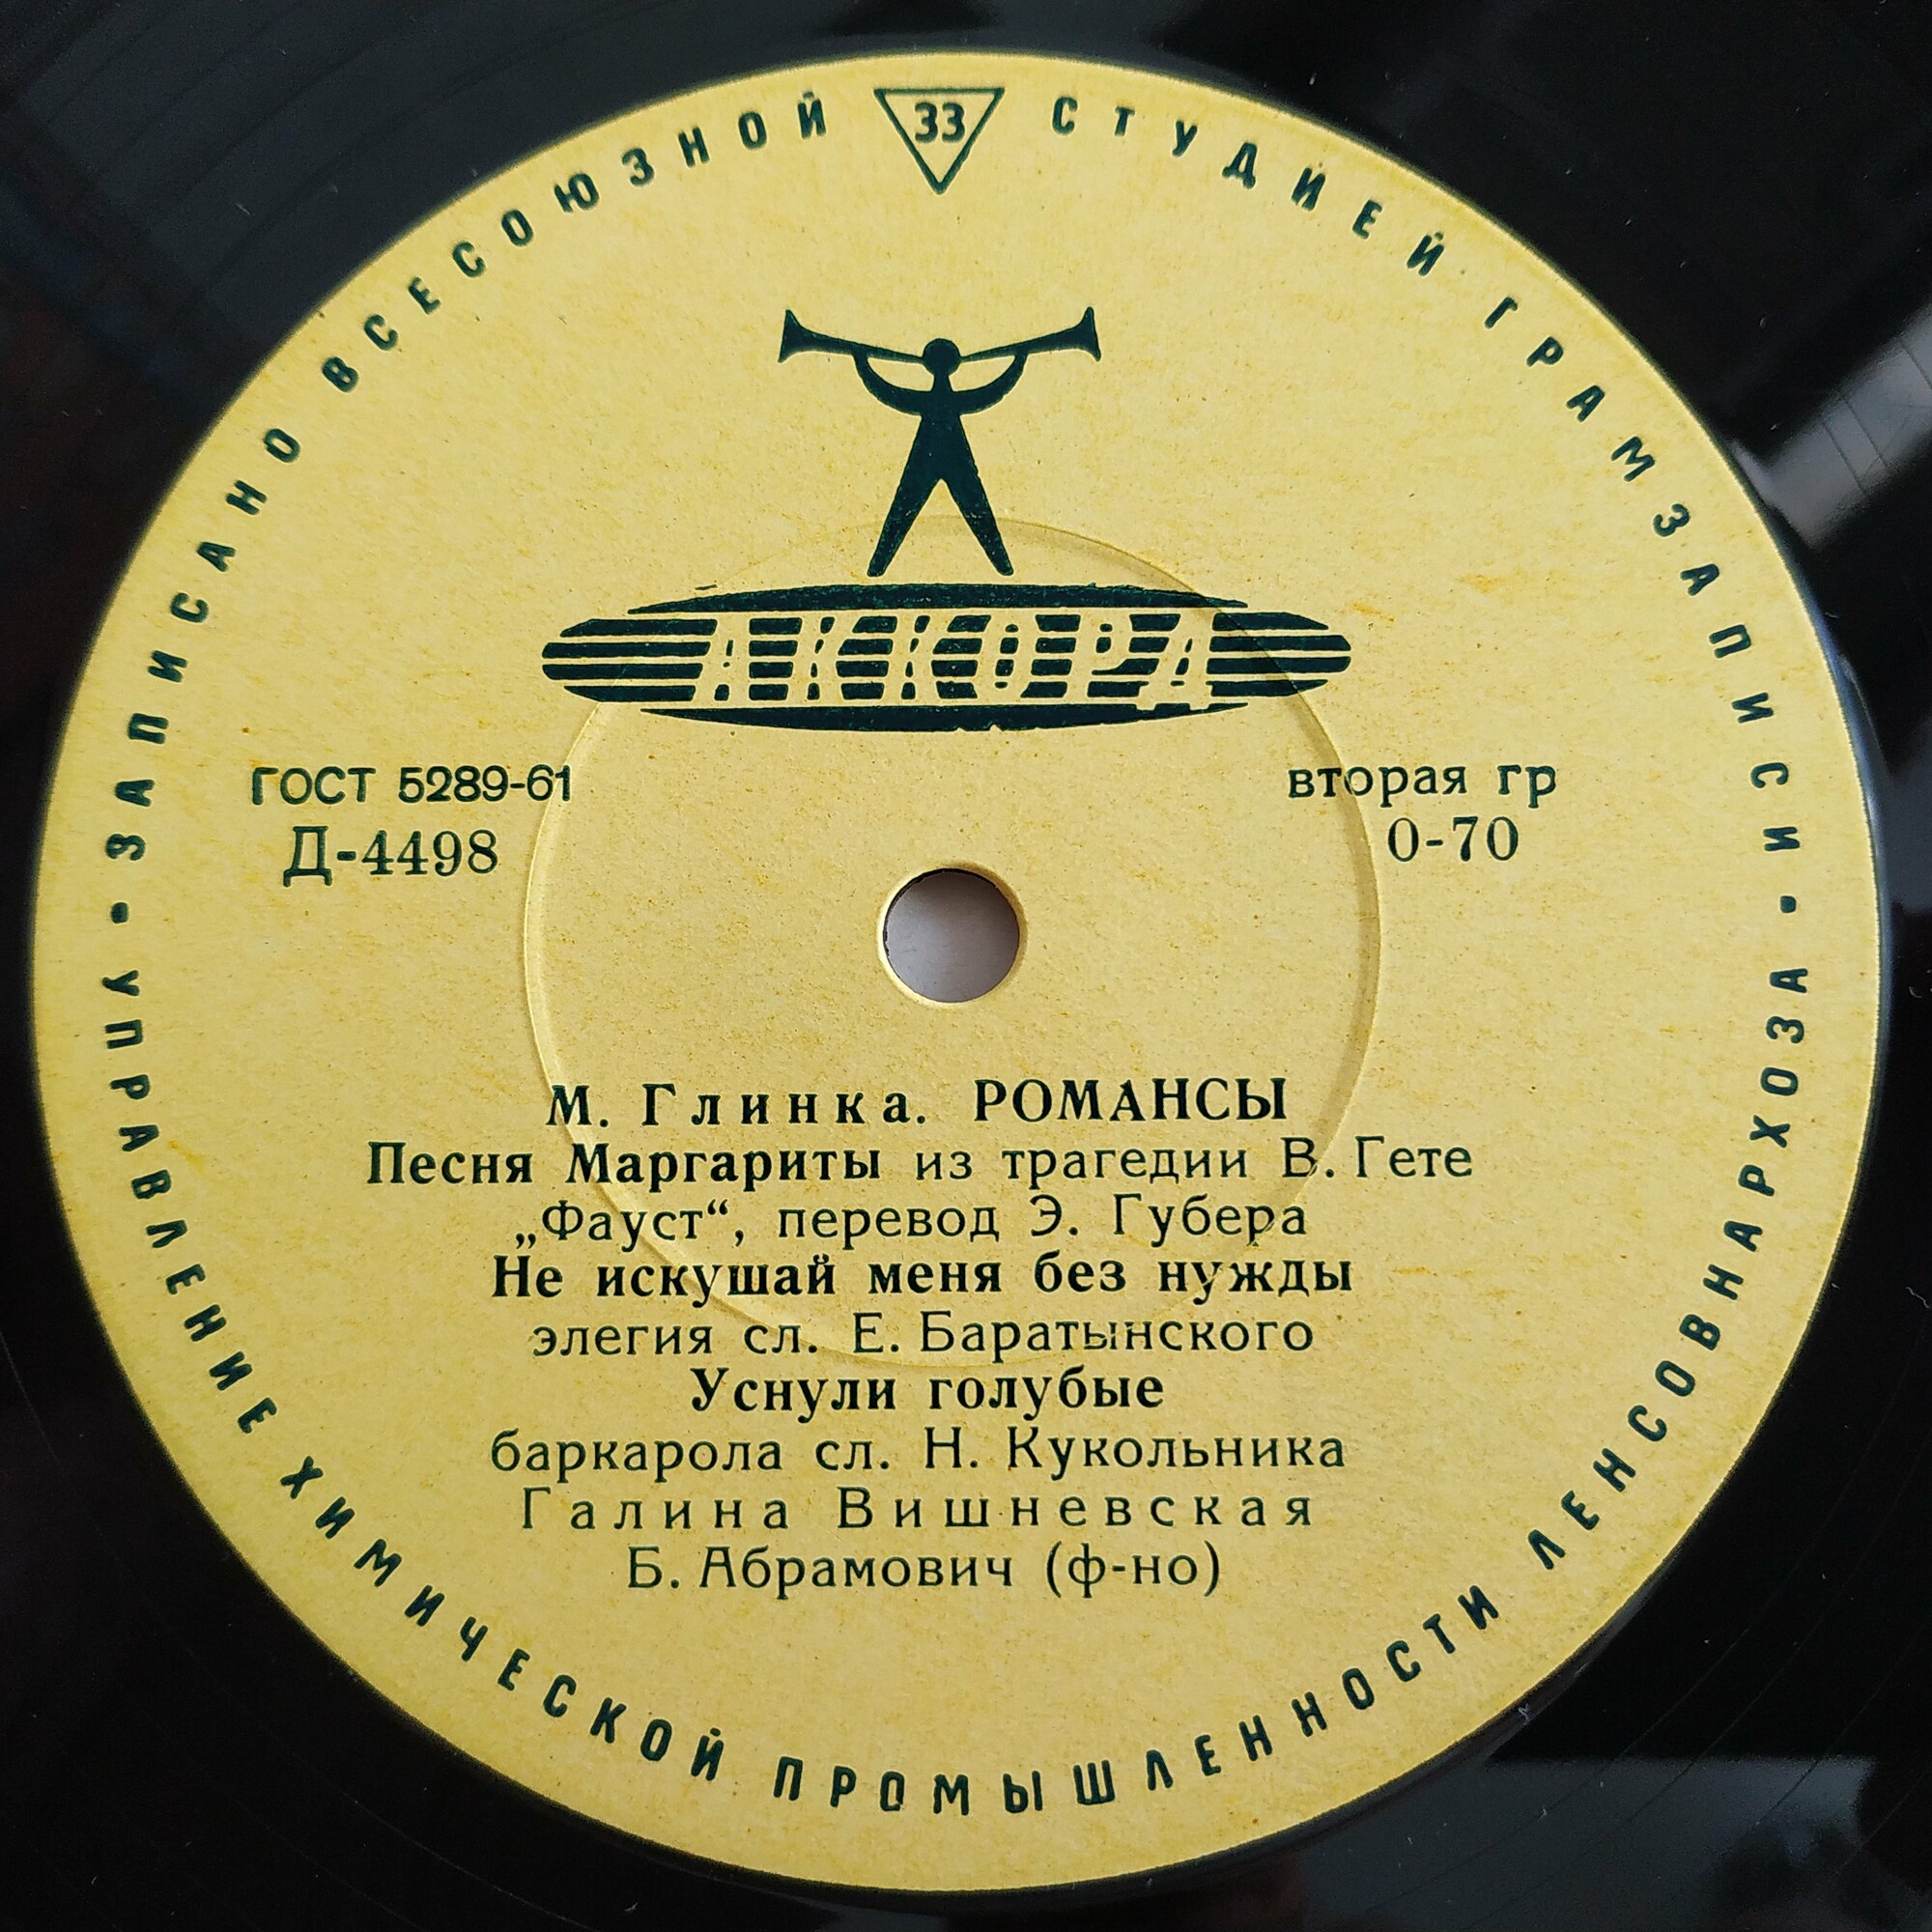 ЗАПИСАНО ВСЕСОЮЗНОЙ СТУДИЕЙ ГРАМЗАПИСИ
33
АККОРД
ГОСТ 5289-61
Д-4498
вторая гр
0-70
М. Глинка. РОМАНСЫ
Песня Маргариты из трагедии В. Гете
„Фауст“, перевод Э. Губера
Не искушай меня без нужды
элегия сл. Е. Баратынского
Уснули голубые
баркарола сл. Н. Кукольника
Галина Вишневская
Б. Абрамович (ф-но)
УПРАВЛЕНИЕ ХИМИЧЕСКОЙ ПРОМЫШЛЕННОСТИ ЛЕНСОВНАРХОЗА